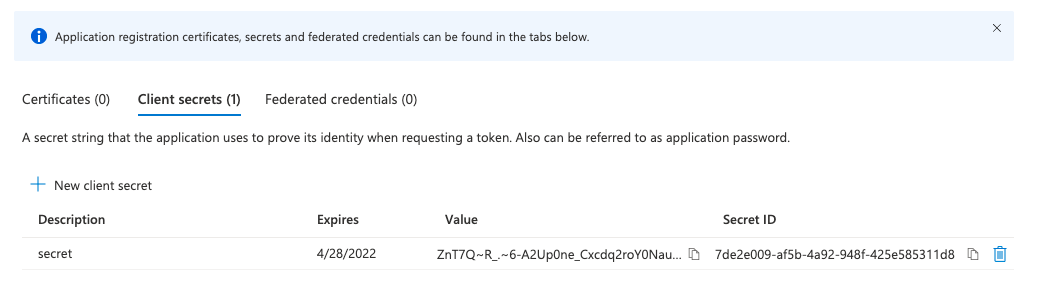 Application registration certificates, secrets and federated credentials can be found in the tabs below.
Certificates (0) Client secrets (1) Federated credentials (0)
A secret string that the application uses to prove its identity when requesting a token. Also can be referred to as application password.
New client secret
Description Expires Value Secret ID
secret 4/28/2022 ZnT7Q~R_.~6-A2Up0ne_Cxcdq2roY0Nau... 7de2e009-af5b-4a92-948f-425e585311d8